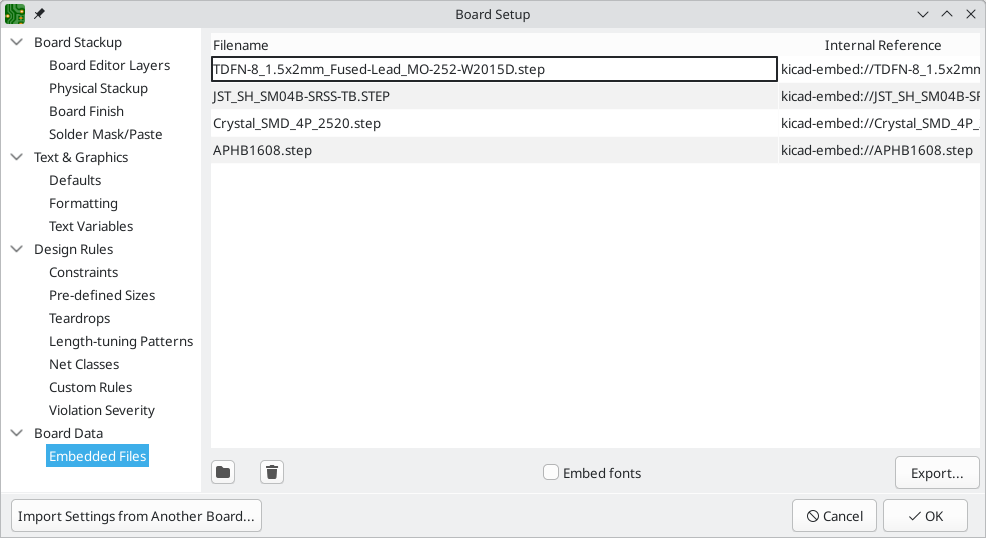 Board Setup
Board Stackup
Board Editor Layers
Physical Stackup
Board Finish
Solder Mask/Paste
Text & Graphics
Defaults
Formatting
Text Variables
Design Rules
Constraints
Pre-defined Sizes
Teardrops
Length-tuning Patterns
Net Classes
Custom Rules
Violation Severity
Board Data
Embedded Files
Filename Internal Reference
TDFN-8_1.5x2mm_Fused-Lead_MO-252-W2015D.step kicad-embed://TDFN-8_1.5x2mm
JST_SH_SM04B-SRSS-TB.STEP kicad-embed://JST_SH_SM04B-SR
Crystal_SMD_4P_2520.step kicad-embed://Crystal_SMD_4P_
APHB1608.step kicad-embed://APHB1608.step
Embed fonts
Export...
Import Settings from Another Board...
Cancel
OK